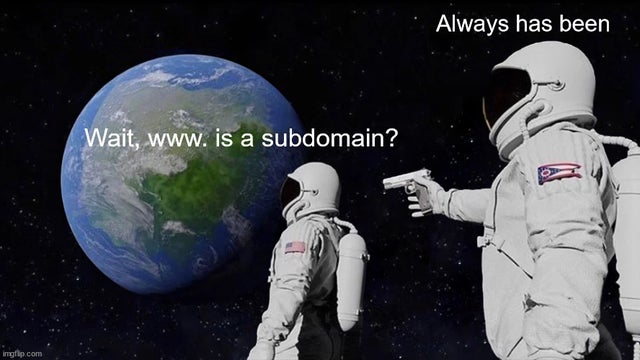 Always has been
Wait, www. is a subdomain?
imgflip.com